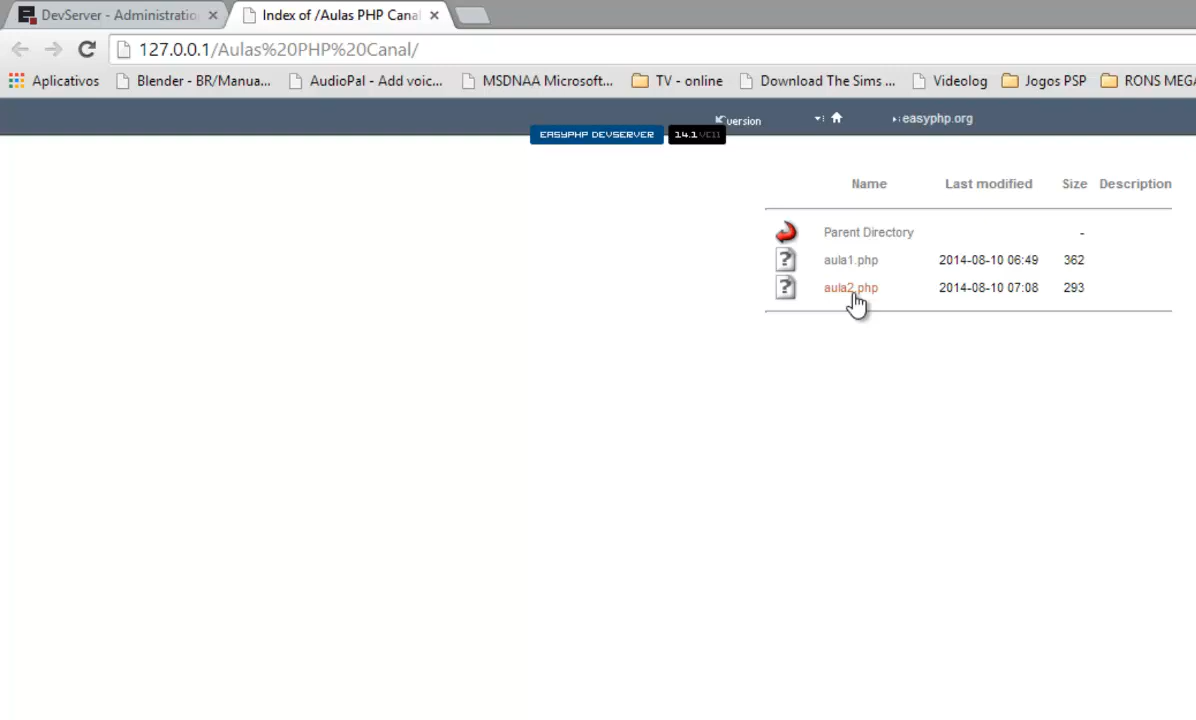 DevServer - Administratio
Index of /Aulas PHP Canal
127.0.0.1/Aulas%20PHP%20Canal/
Aplicativos
Blender - BR/Manua...
AudioPal - Add voic...
MSDNAA Microsoft...
TV - online
Download The Sims ...
Videolog
Jogos PSP
RONS MEGA
version
easyphp.org
EASYPHP DEVSERVER 14.1 VC11
Name Last modified Size Description
Parent Directory -
aula1.php 2014-08-10 06:49 362
aula2.php 2014-08-10 07:08 293